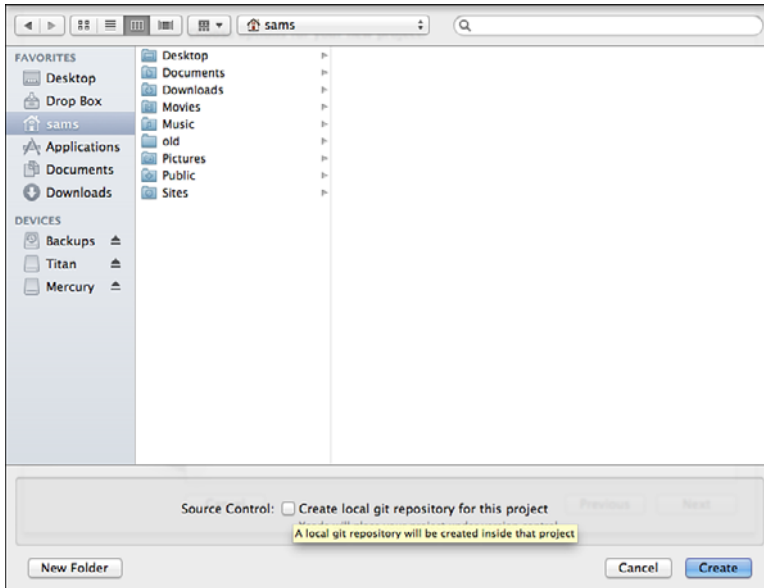 sams
FAVORITES
Desktop
Drop Box
sams
Applications
Documents
Downloads
DEVICES
Backups
Titan
Mercury
Desktop
Documents
Downloads
Movies
Music
old
Pictures
Public
Sites
Source Control: Create local git repository for this project
Previous
Next
A local git repository will be created inside that project
New Folder
Cancel
Create